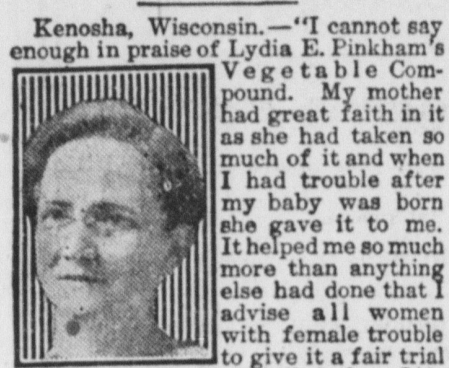 Kenosha, Wisconsin.—"I cannot say
enough in praise of Lydia E. Pinkham's
Vegetable Com-
pound. My mother
had great faith in it
as she had taken so
much of it and when
I had trouble after
my baby was born
she gave it to me.
It helped me so much
more than anything
else had done that I
advise all women
with female trouble
to give it a fair trial